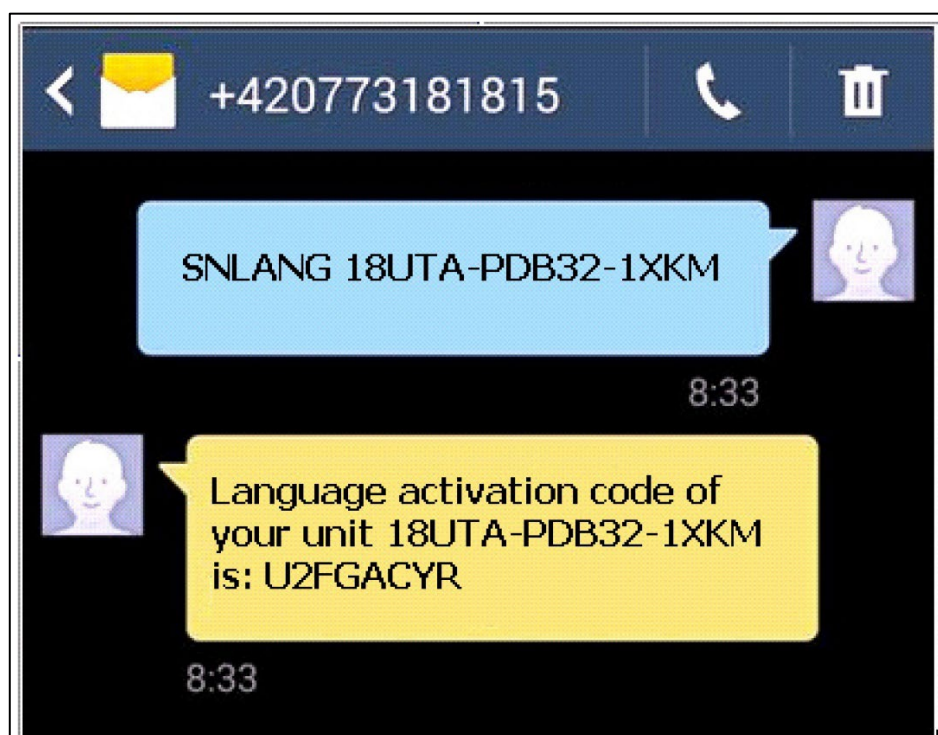 +420773181815
SNLANG 18UTA-PDB32-1XKM
8:33
Language activation code of
your unit 18UTA-PDB32-1XKM
is: U2FGACYR
8:33